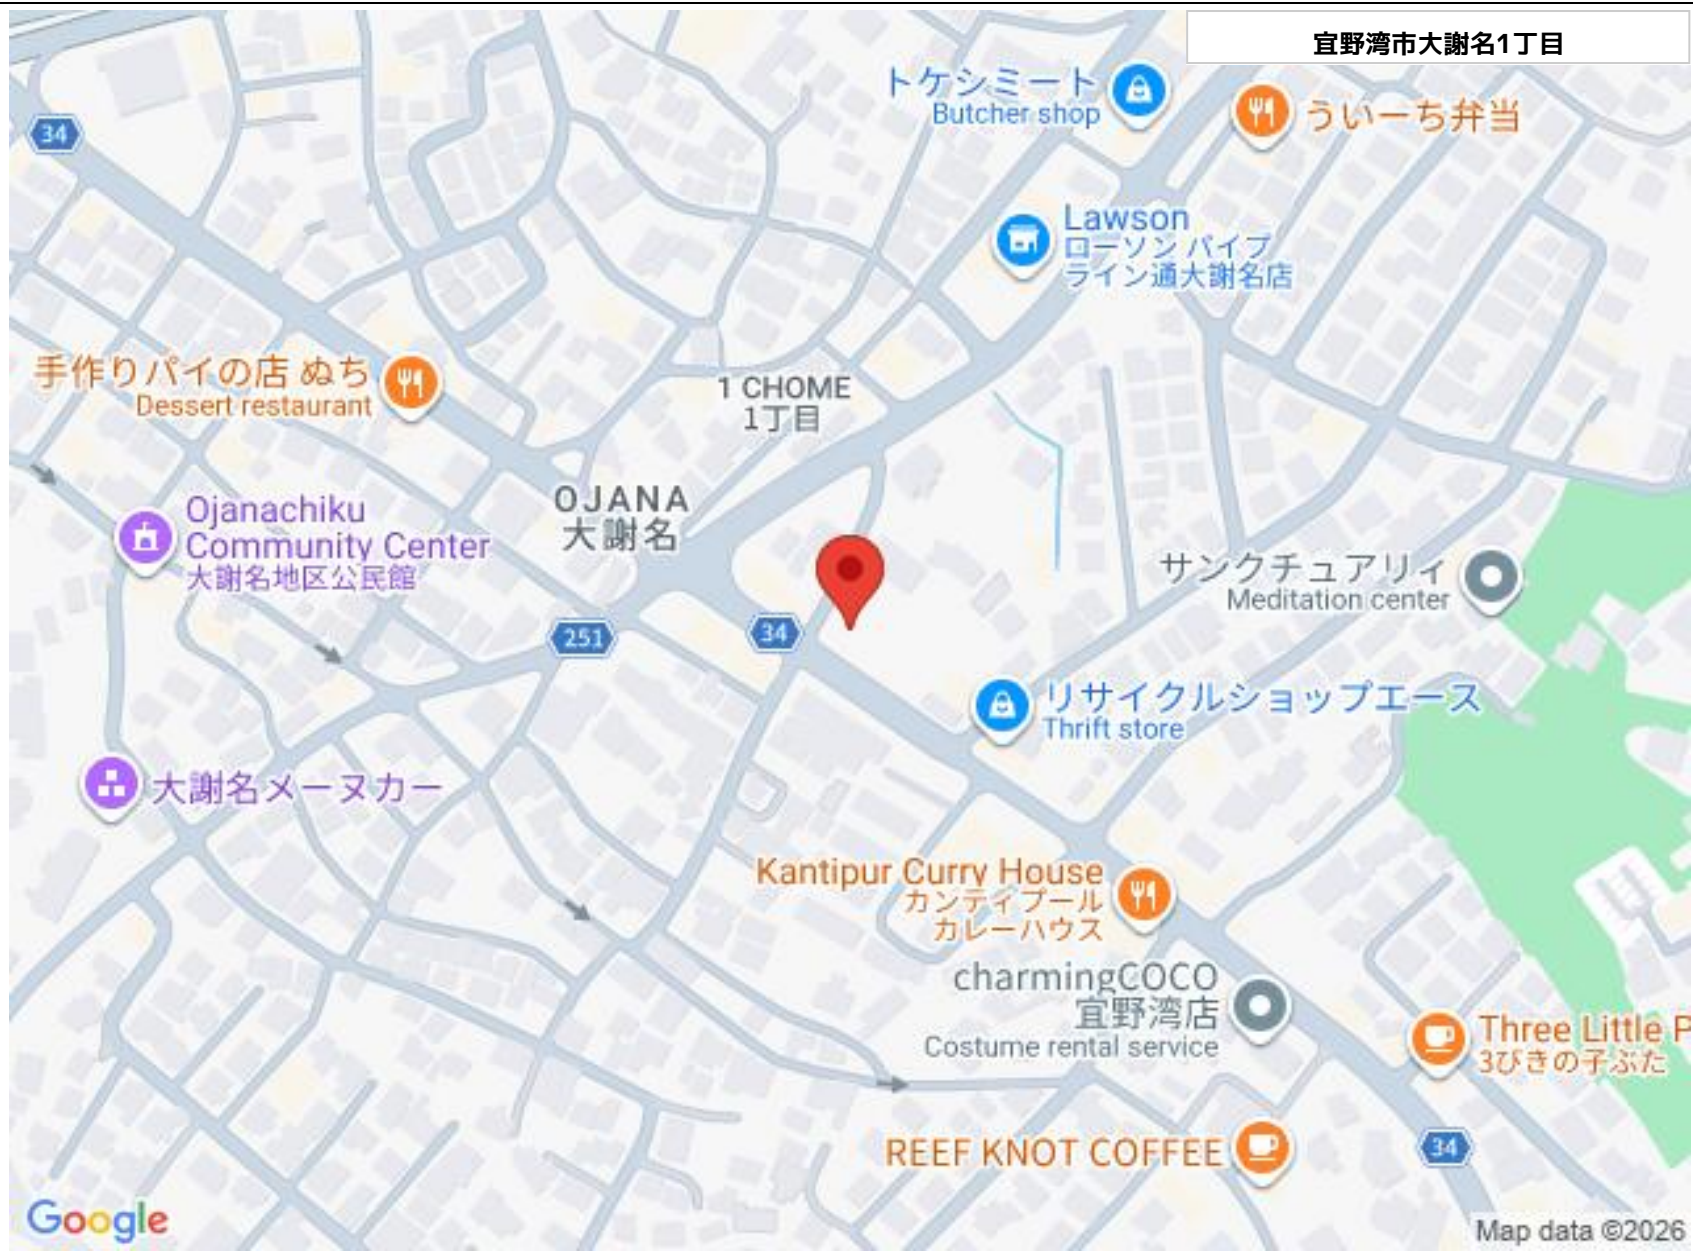 宜野湾市大謝名1丁目
トケシミート
Butcher shop
ういーち弁当
34
Lawson
ローソン パイプ
ライン通大謝名店
手作りパイの店 ぬち
Dessert restaurant
1 CHOME
1丁目
OJANA
大謝名
Ojanachiku
Community Center
大謝名地区公民館
サンクチュアリィ
Meditation center
251
34
リサイクルショップエース
Thrift store
大謝名メーヌカー
Kantipur Curry House
カンティプール
カレーハウス
charmingCOCO
宜野湾店
Costume rental service
Three Little P
3びきの子ぶた
REEF KNOT COFFEE
34
Google
Map data ©2026